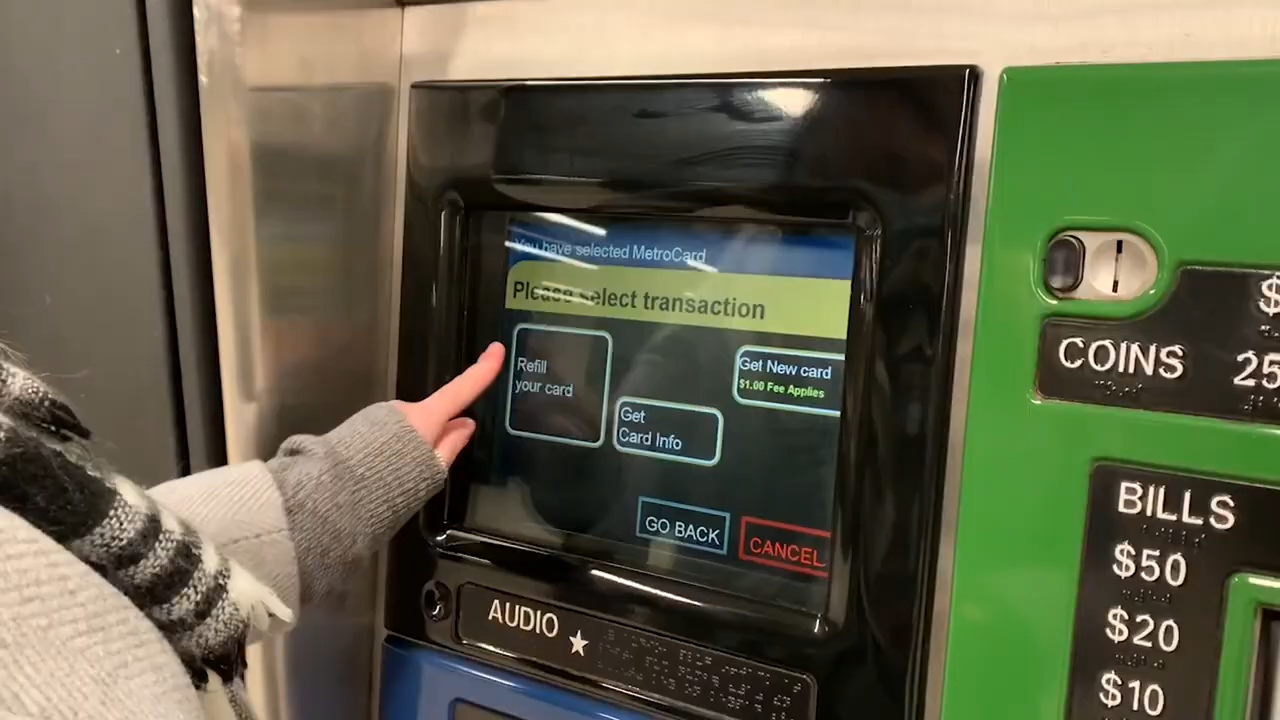 You have selected MetroCard
Please select transaction
Refill
your card
Get New card
$1.00 Fee Applies
Get
Card Info
GO BACK
CANCEL
AUDIO
$
COINS 25
BILLS
$50
$20
$10